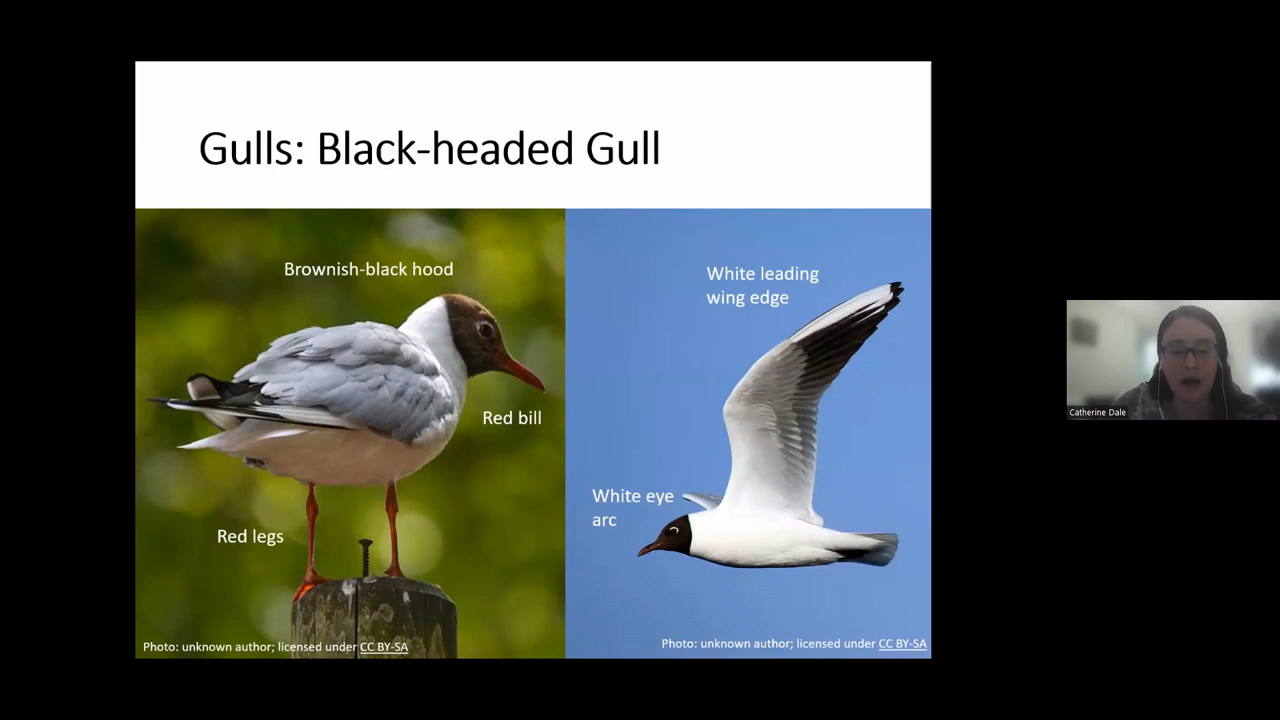 Gulls: Black-headed Gull
Brownish-black hood
Red bill
Red legs
Photo: unknown author; licensed under CC BY-SA
White leading
wing edge
White eye
arc
Photo: unknown author; licensed under CC BY-SA
Catherine Dale